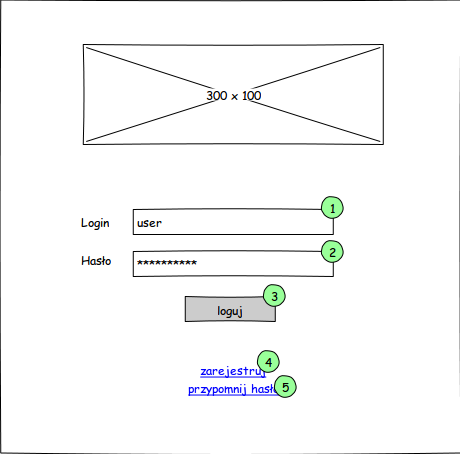 300 x 100
1
Login user
2
Hasło **********
3
loguj
4
zarejestruj
przypomnij hasło 5